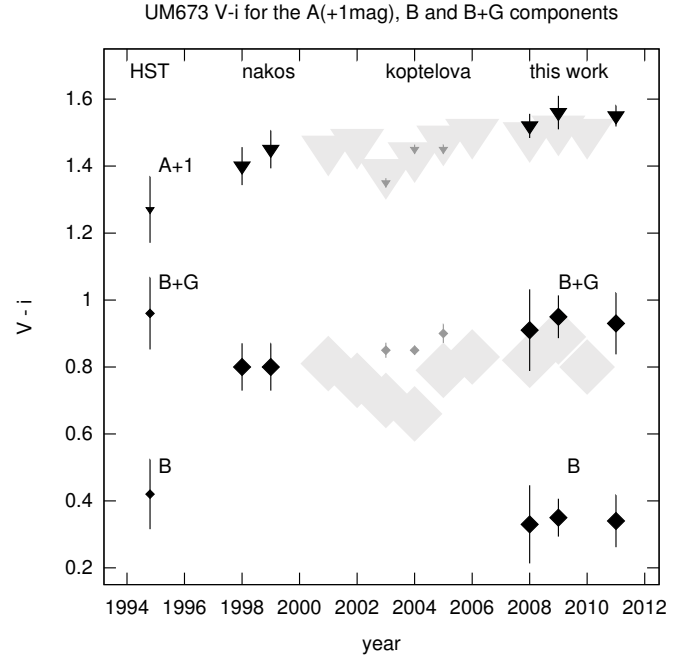 UM673 V-i for the A(+1mag), B and B+G components
HST nakos koptelova this work
1.6
A+1
1.4
1.2
B+G B+G
1
V - i
0.8
0.6
B B
0.4
0.2
1994 1996 1998 2000 2002 2004 2006 2008 2010 2012
year